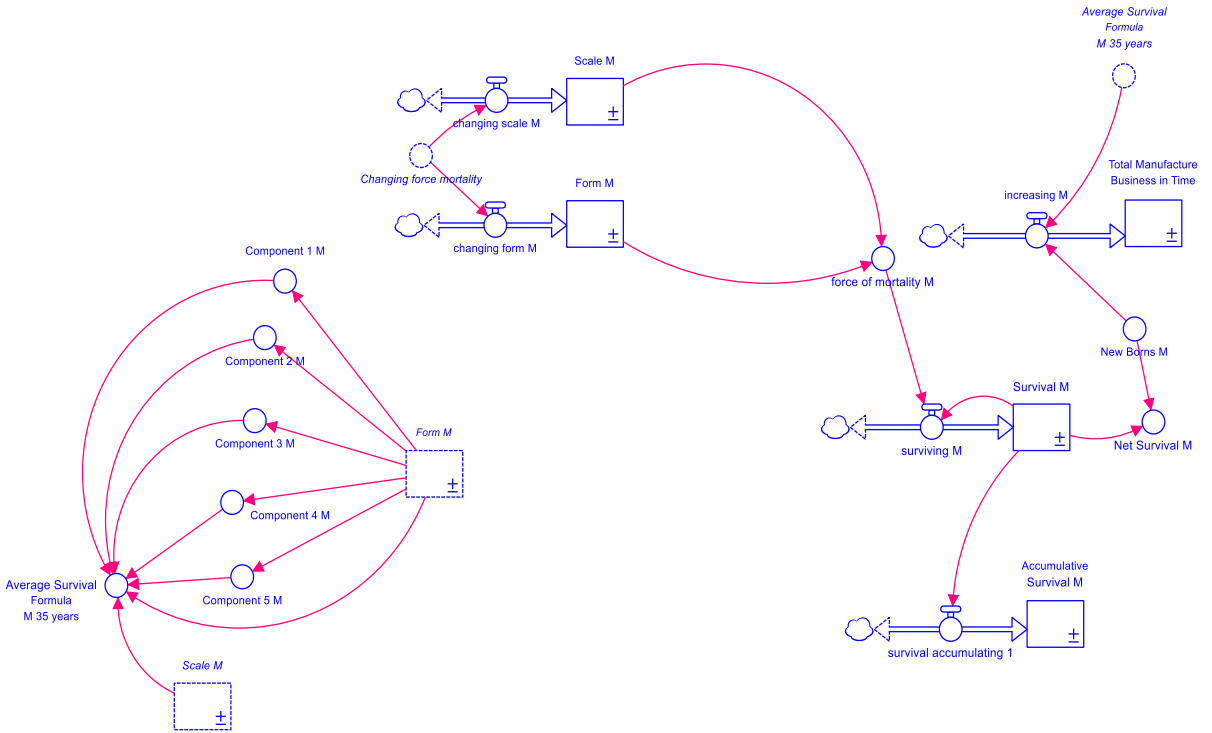 Average Survival
Formula
M 35 years
Scale M
changing scale M
Changing force mortality
Form M
changing form M
Total Manufacture
Business in Time
increasing M
force of mortality M
New Borns M
Survival M
surviving M
Net Survival M
Component 1 M
Component 2 M
Component 3 M
Form M
Component 4 M
Component 5 M
Average Survival
Formula
M 35 years
Scale M
Accumulative
Survival M
survival accumulating 1